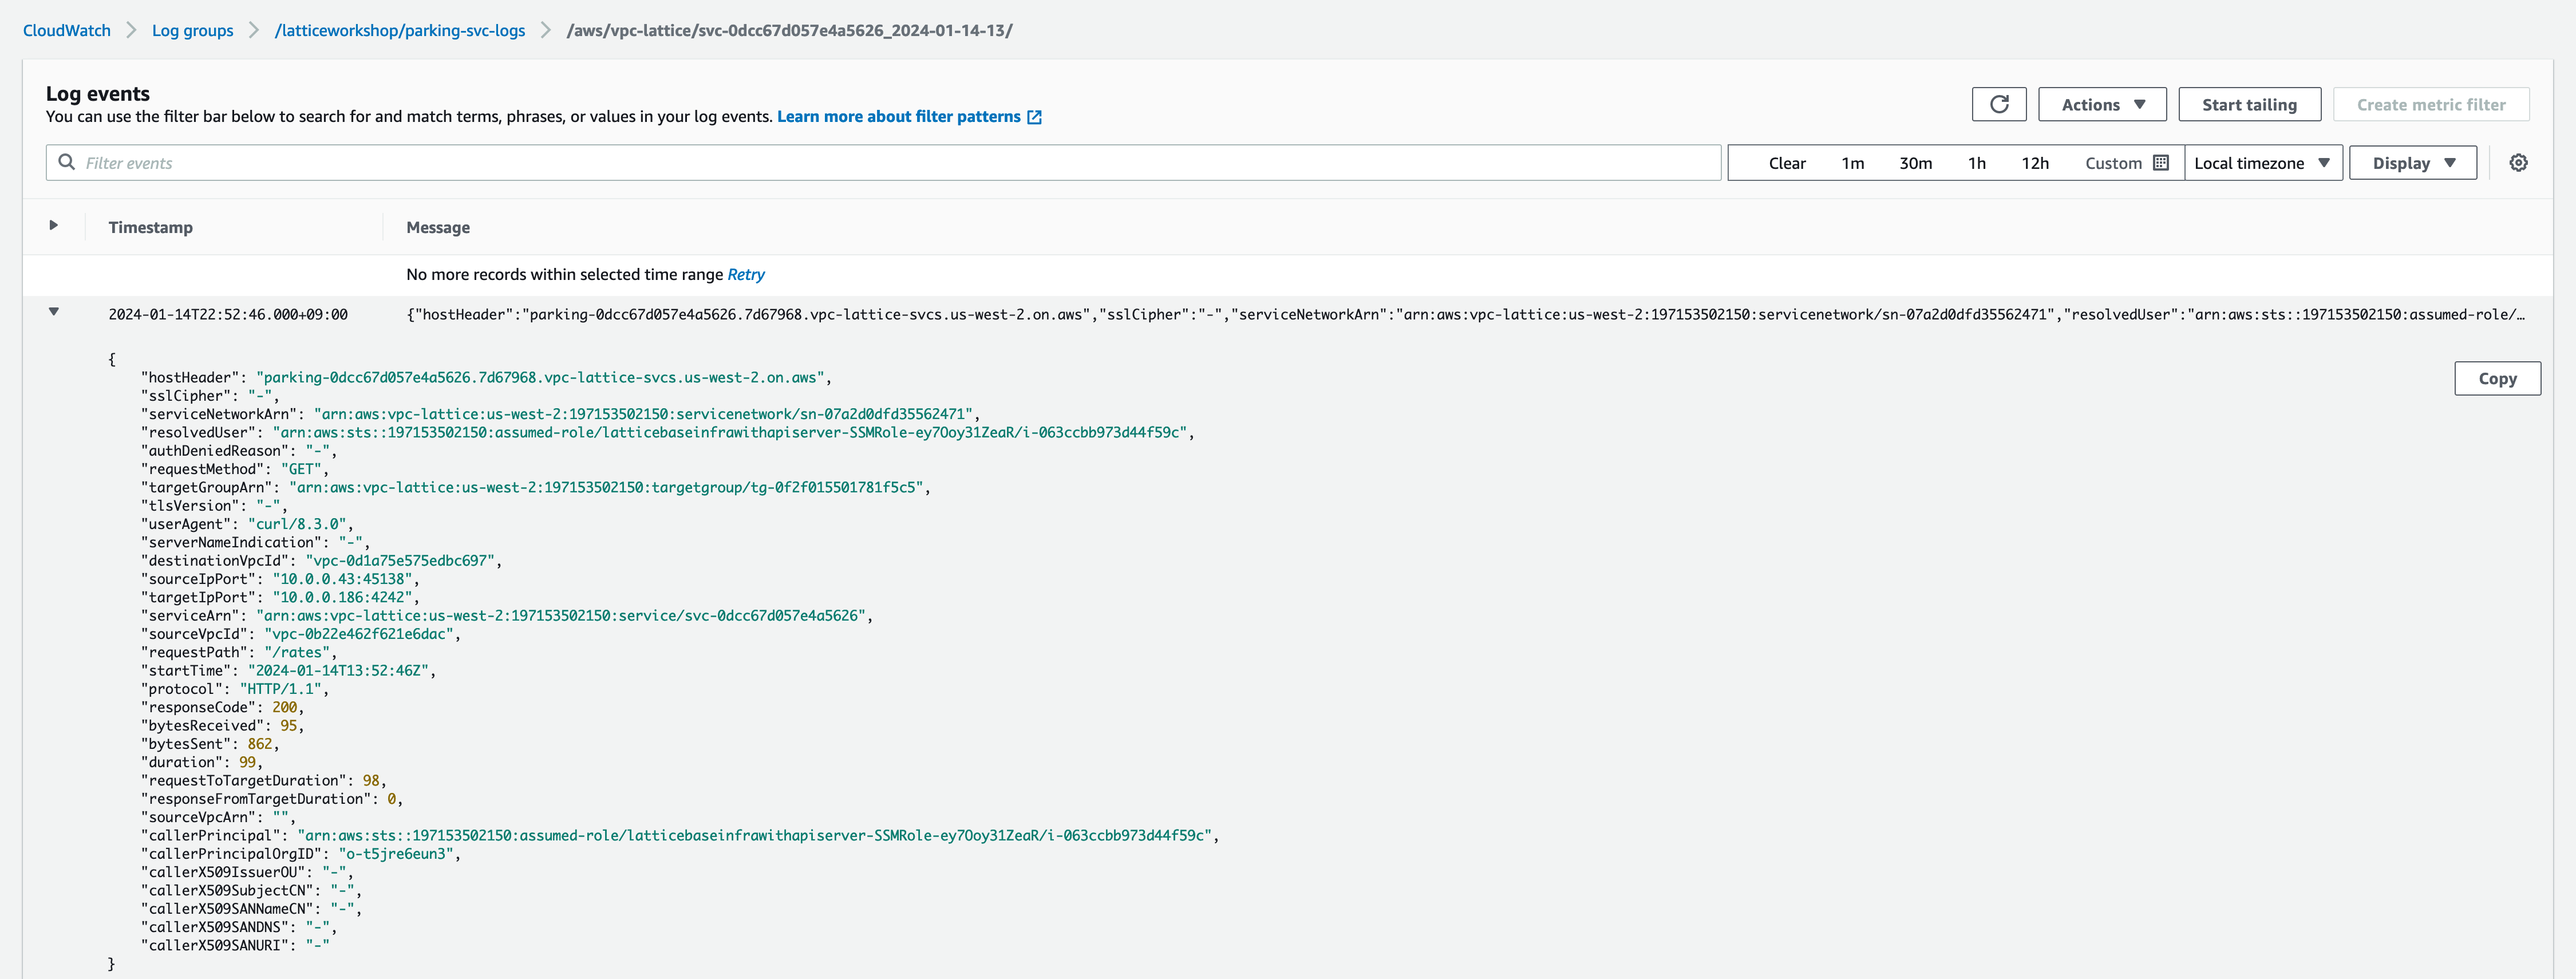 CloudWatch > Log groups > /latticeworkshop/parking-svc-logs > /aws/vpc-lattice/svc-0dcc67d057e4a5626_2024-01-14-13/
Log events
You can use the filter bar below to search for and match terms, phrases, or values in your log events. Learn more about filter patterns
Actions Start tailing Create metric filter
Filter events Clear 1m 30m 1h 12h Custom Local timezone Display
Timestamp Message
No more records within selected time range Retry
2024-01-14T22:52:46.000+09:00 {"hostHeader":"parking-0dcc67d057e4a5626.7d67968.vpc-lattice-svcs.us-west-2.on.aws","sslCipher":"-","serviceNetworkArn":"arn:aws:vpc-lattice:us-west-2:197153502150:servicenetwork/sn-07a2d0dfd35562471","resolvedUser":"arn:aws:sts::197153502150:assumed-role/…
{
"hostHeader": "parking-0dcc67d057e4a5626.7d67968.vpc-lattice-svcs.us-west-2.on.aws",
Copy
"sslCipher": "-",
"serviceNetworkArn": "arn:aws:vpc-lattice:us-west-2:197153502150:servicenetwork/sn-07a2d0dfd35562471",
"resolvedUser": "arn:aws:sts::197153502150:assumed-role/latticebaseinfrawithapiserver-SSMRole-ey7Ooy31ZeaR/i-063ccbb973d44f59c",
"authDeniedReason": "-",
"requestMethod": "GET",
"targetGroupArn": "arn:aws:vpc-lattice:us-west-2:197153502150:targetgroup/tg-0f2f015501781f5c5",
"tlsVersion": "-",
"userAgent": "curl/8.3.0",
"serverNameIndication": "-",
"destinationVpcId": "vpc-0d1a75e575edbc697",
"sourceIpPort": "10.0.0.43:45138",
"targetIpPort": "10.0.0.186:4242",
"serviceArn": "arn:aws:vpc-lattice:us-west-2:197153502150:service/svc-0dcc67d057e4a5626",
"sourceVpcId": "vpc-0b22e462f621e6dac",
"requestPath": "/rates",
"startTime": "2024-01-14T13:52:46Z",
"protocol": "HTTP/1.1",
"responseCode": 200,
"bytesReceived": 95,
"bytesSent": 862,
"duration": 99,
"requestToTargetDuration": 98,
"responseFromTargetDuration": 0,
"sourceVpcArn": "",
"callerPrincipal": "arn:aws:sts::197153502150:assumed-role/latticebaseinfrawithapiserver-SSMRole-ey7Ooy31ZeaR/i-063ccbb973d44f59c",
"callerPrincipalOrgID": "o-t5jre6eun3",
"callerX509IssuerOU": "-",
"callerX509SubjectCN": "-",
"callerX509SANNameCN": "-",
"callerX509SANDNS": "-",
"callerX509SANURI": "-"
}